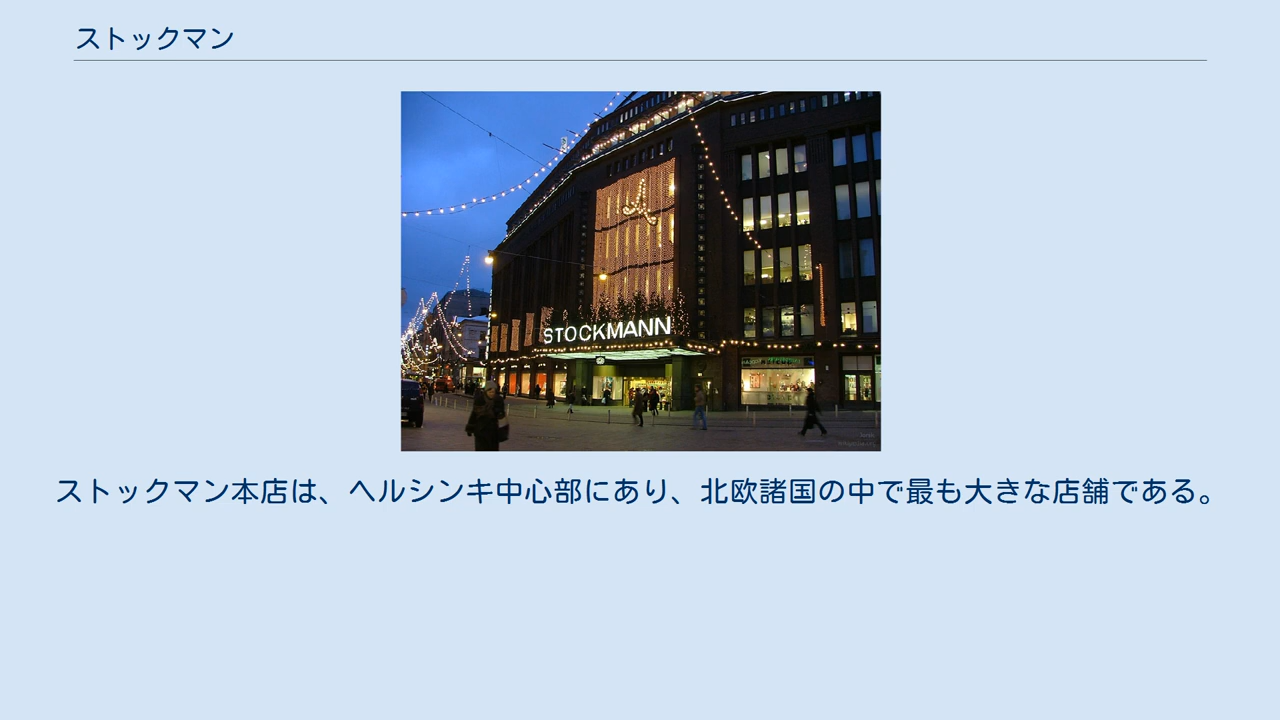 ストックマン
STOCKMANN
ストックマン本店は、ヘルシンキ中心部にあり、北欧諸国の中で最も大きな店舗である。